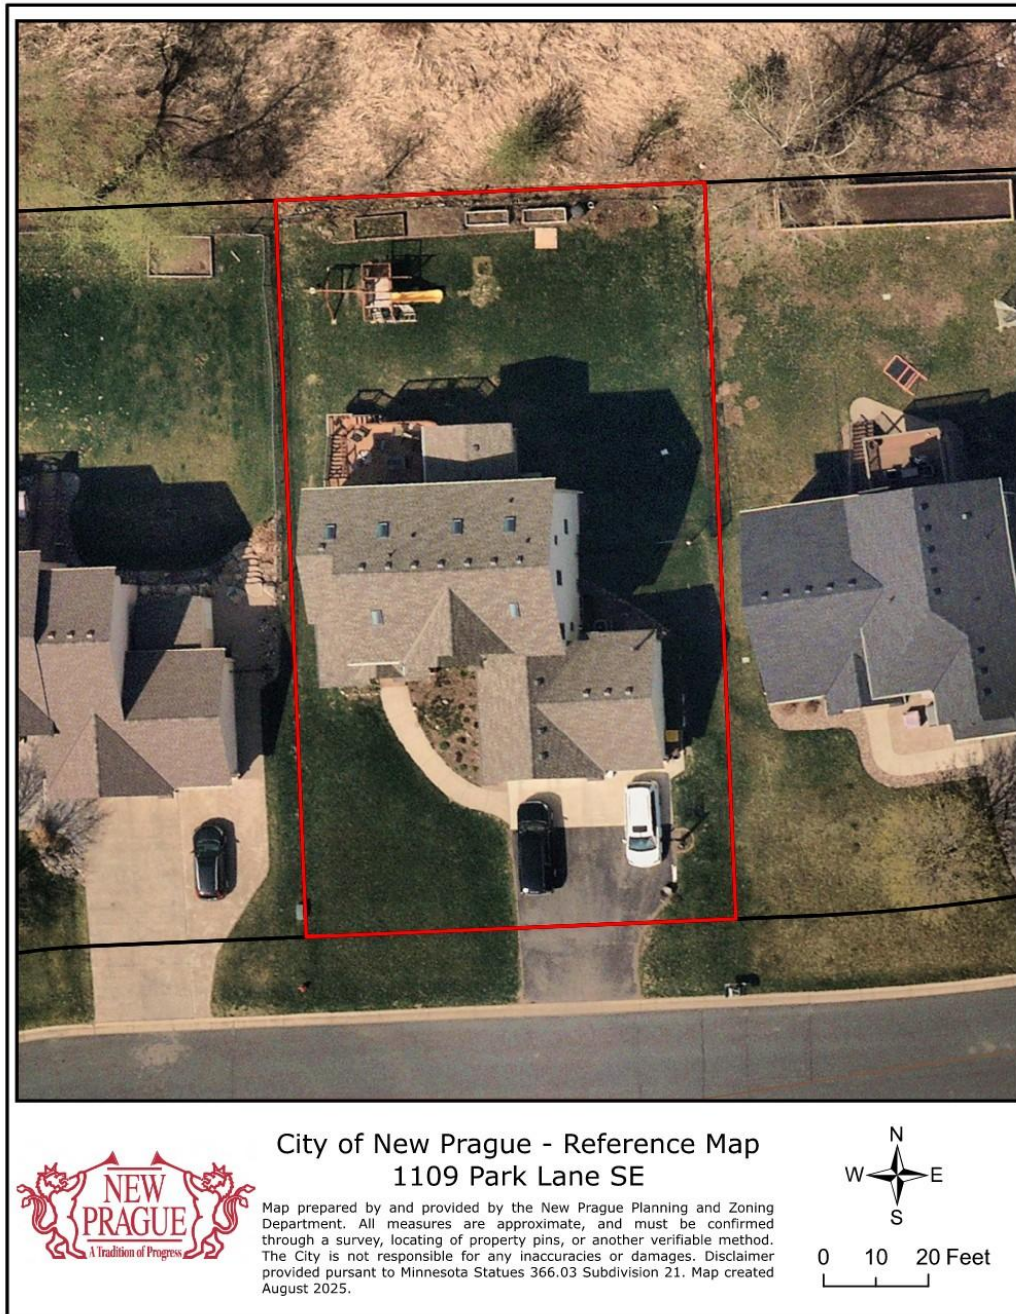 City of New Prague - Reference Map
1109 Park Lane SE
Map prepared by and provided by the New Prague Planning and Zoning
Department. All measures are approximate, and must be confirmed
through a survey, locating of property pins, or another verifiable method.
The City is not responsible for any inaccuracies or damages. Disclaimer
provided pursuant to Minnesota Statues 366.03 Subdivision 21. Map created
August 2025.
NEW
PRAGUE
A Tradition of Progress
N
W E
S
0 10 20 Feet